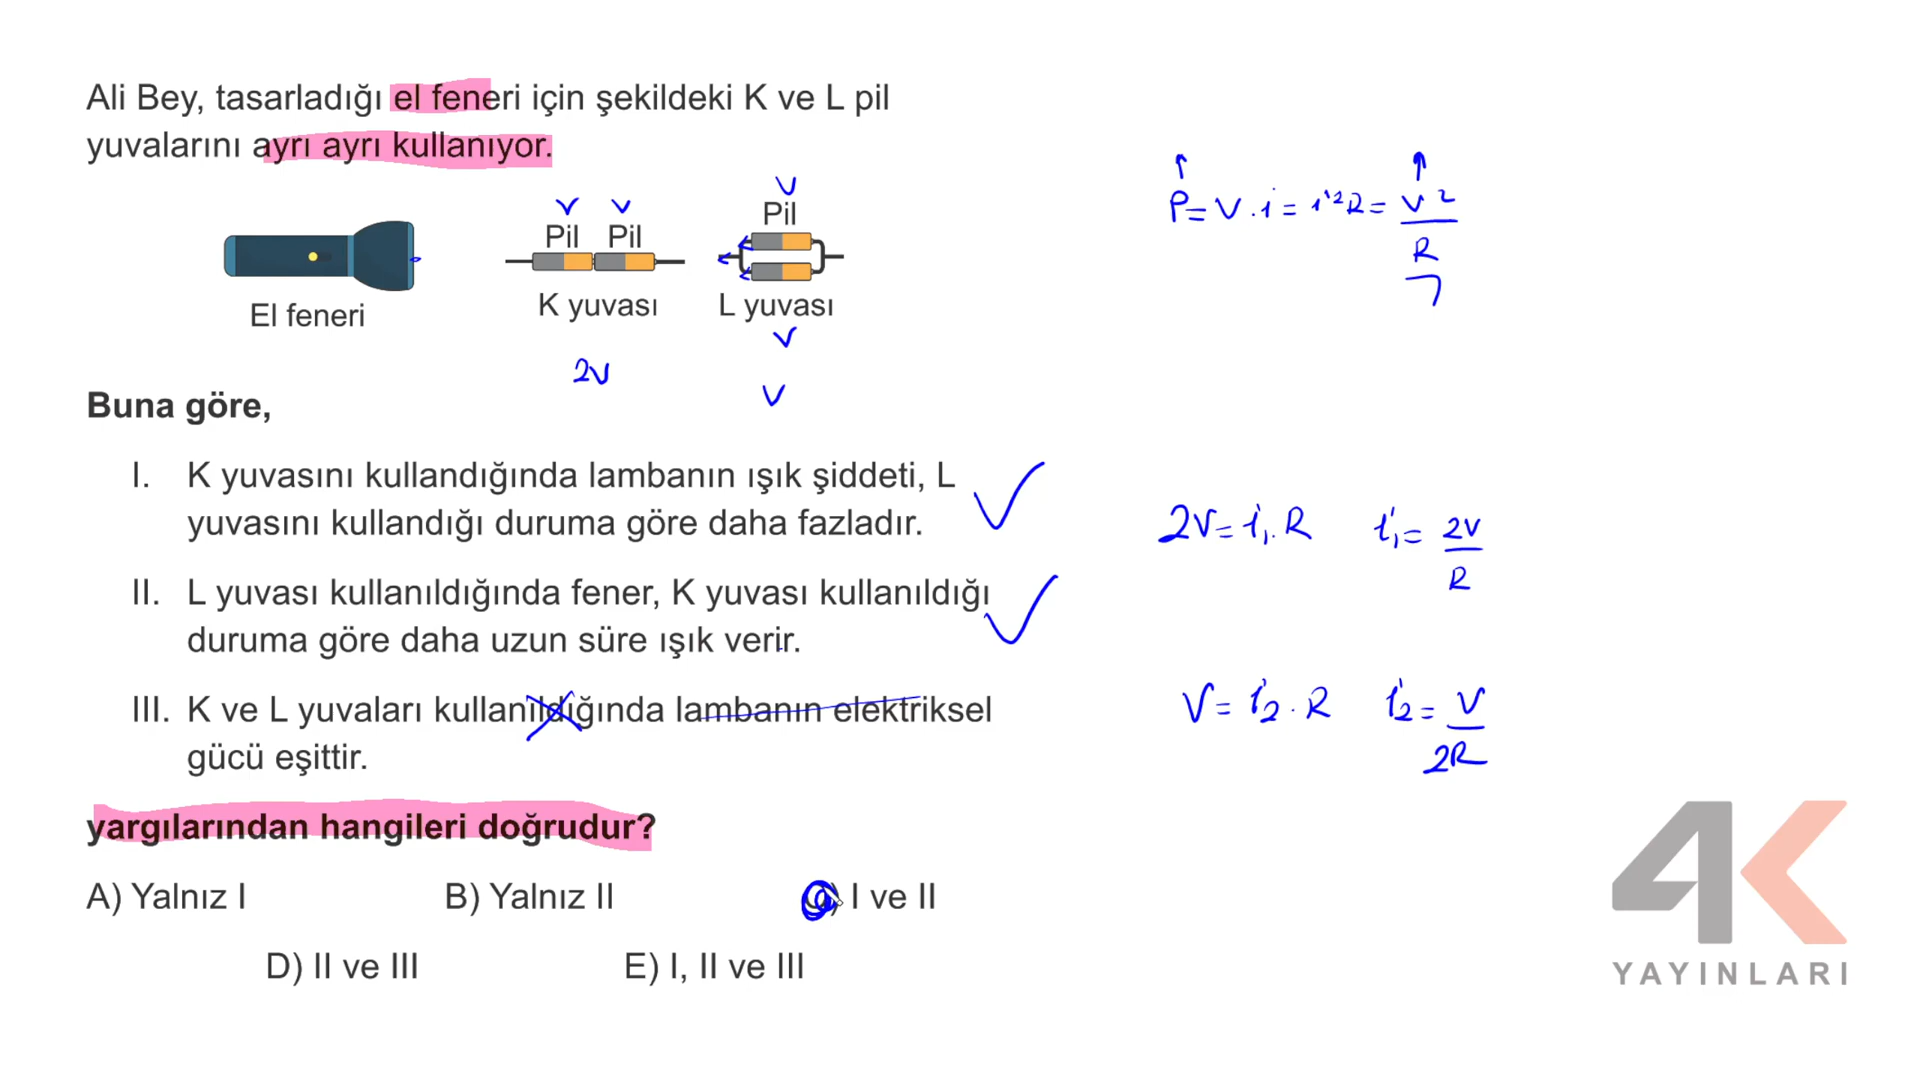 Ali Bey, tasarladığı el feneri için şekildeki K ve L pil
yuvalarını ayrı ayrı kullanıyor.
V V V
Pil Pil Pil
El feneri K yuvası L yuvası
V
2V V
Buna göre,
I. K yuvasını kullandığında lambanın ışık şiddeti, L
yuvasını kullandığı duruma göre daha fazladır.
II. L yuvası kullanıldığında fener, K yuvası kullanıldığı
duruma göre daha uzun süre ışık verir.
III. K ve L yuvaları kullanıldığında lambanın elektriksel
gücü eşittir.
yargılarından hangileri doğrudur?
A) Yalnız I B) Yalnız II C) I ve II
D) II ve III E) I, II ve III
↑ ↑
P = V . i = i²R = V²/R
2V = i₁ . R i₁ = 2V/R
V = i₂ . R i₂ = V/2R
4K
YAYINLARI